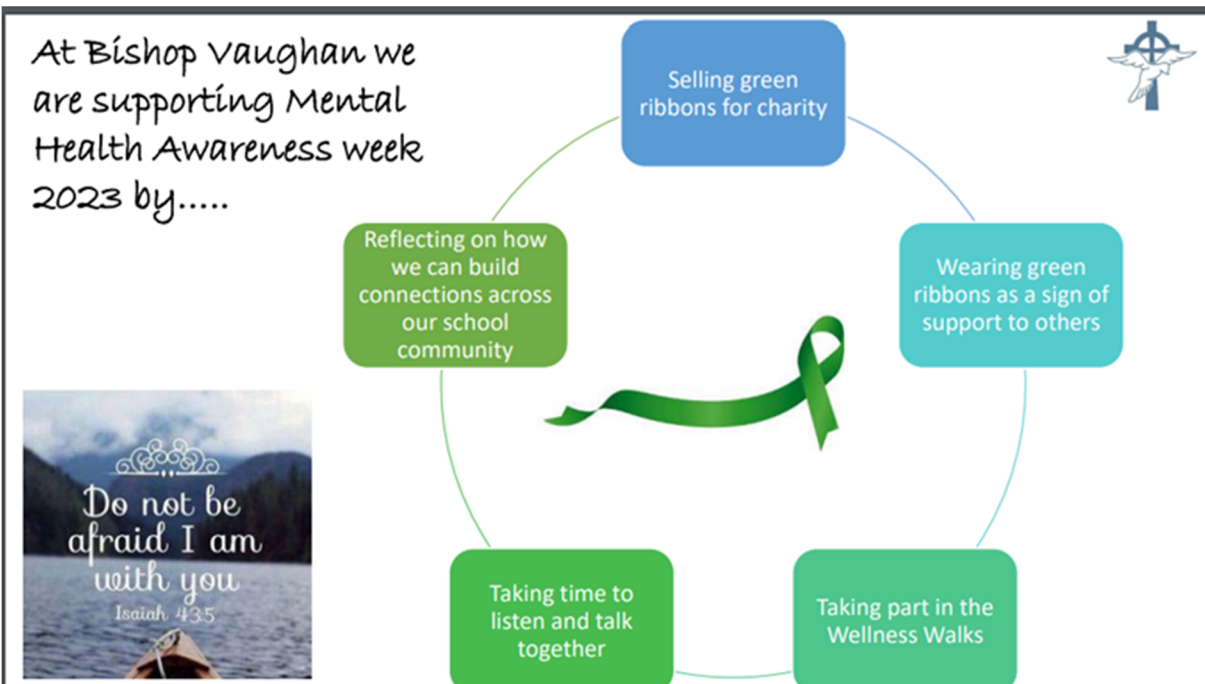 At Bishop Vaughan we
are supporting Mental
Health Awareness week
2023 by.....
Selling green
ribbons for charity
Wearing green
ribbons as a sign of
support to others
Taking part in the
Wellness Walks
Taking time to
listen and talk
together
Reflecting on how
we can build
connections across
our school
community
Do not be
afraid I am
with you
Isaiah 43:5